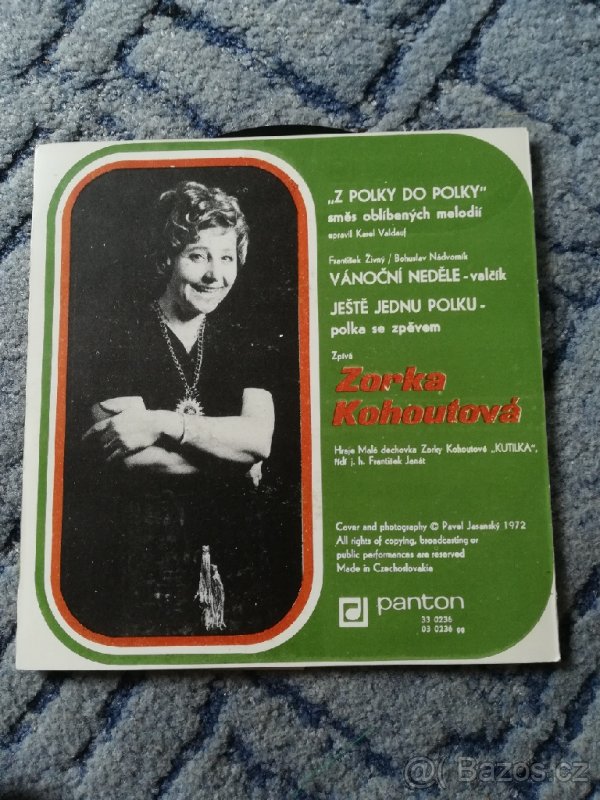 „Z POLKY DO POLKY"
směs oblíbených melodií
upravil Karel Valdauf
František Živný / Bohuslav Nádvorník
VÁNOČNÍ NEDĚLE - valčík
JEŠTĚ JEDNU POLKU -
polka se zpěvem
Zpívá
Zorka
Kohoutová
Hraje Malá dechovka Zorky Kohoutové „KUTILKA",
řídí j. h. František Janát
Cover and photography © Pavel Jasanský 1972
All rights of copying, broadcasting or
public performances are reserved
Made in Czechoslovakia
panton
33 0236
03 0236 gg
Bazos.cz